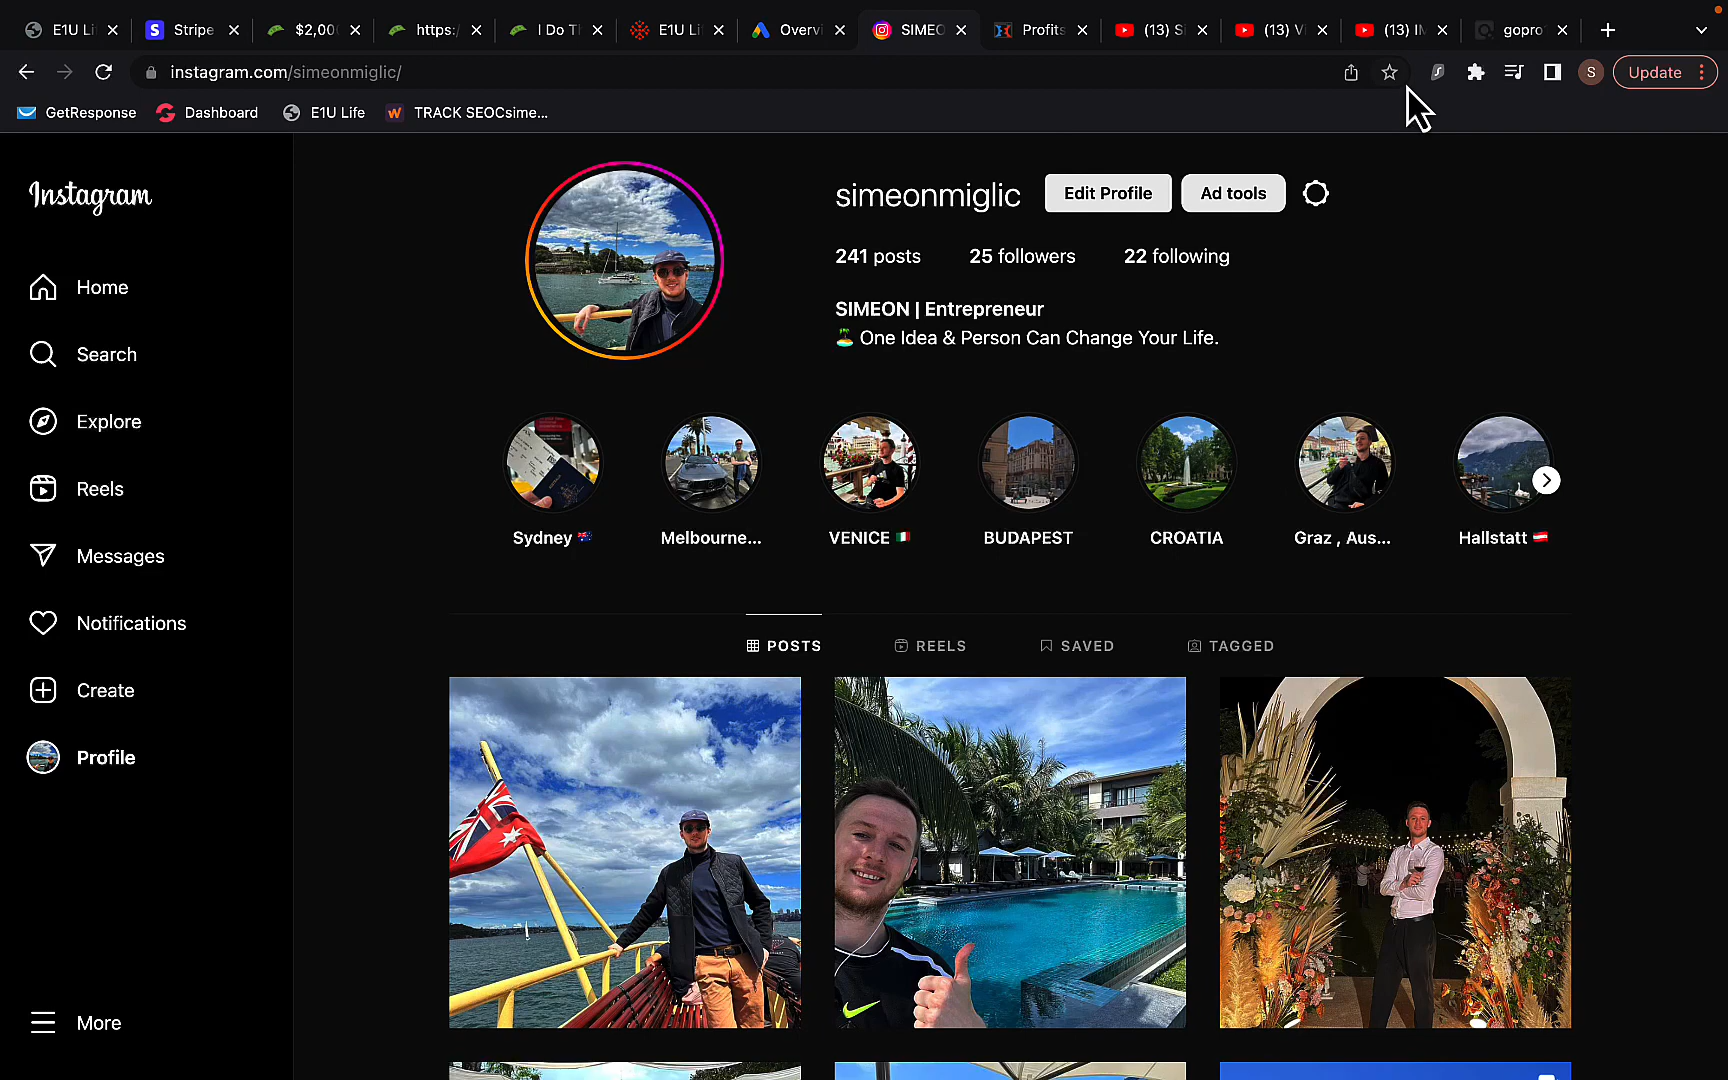 E1U Li
Stripe
$2,00
https:/
I Do T
E1U Li
Overvi
SIMEO
Profits
(13) S
(13) V
(13) I
gopro
instagram.com/simeonmiglic/
S
Update
GetResponse
Dashboard
E1U Life
TRACK SEOCsime...
Instagram
simeonmiglic
Edit Profile
Ad tools
241 posts
25 followers
22 following
SIMEON | Entrepreneur
One Idea & Person Can Change Your Life.
Home
Search
Explore
Reels
Messages
Notifications
Create
Profile
More
Sydney
Melbourne...
VENICE
BUDAPEST
CROATIA
Graz , Aus...
Hallstatt
POSTS
REELS
SAVED
TAGGED